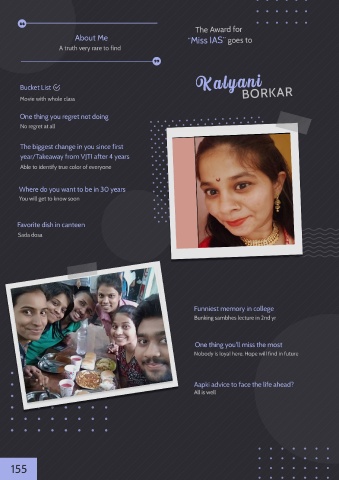 About Me
A truth very rare to find
The Award for
"Miss IAS" goes to
Kalyani
BORKAR
Bucket List
Movie with whole class
One thing you regret not doing
No regret at all
The biggest change in you since first
year/Takeaway from VJTI after 4 years
Able to identify true color of everyone
Where do you want to be in 30 years
You will get to know soon
Favorite dish in canteen
Sada dosa
Funniest memory in college
Bunking sambhes lecture in 2nd yr
One thing you'll miss the most
Nobody is loyal here. Hope will find in future
Aapki advice to face the life ahead?
All is well
155